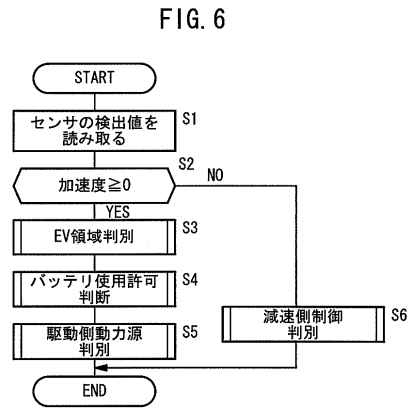 FIG. 6
START
センサの検出値を
読み取る
S1
加速度≧0
S2
NO
YES
EV領域判別
S3
バッテリ使用許可
判断
S4
駆動側動力源
判別
S5
減速側制御
判別
S6
END